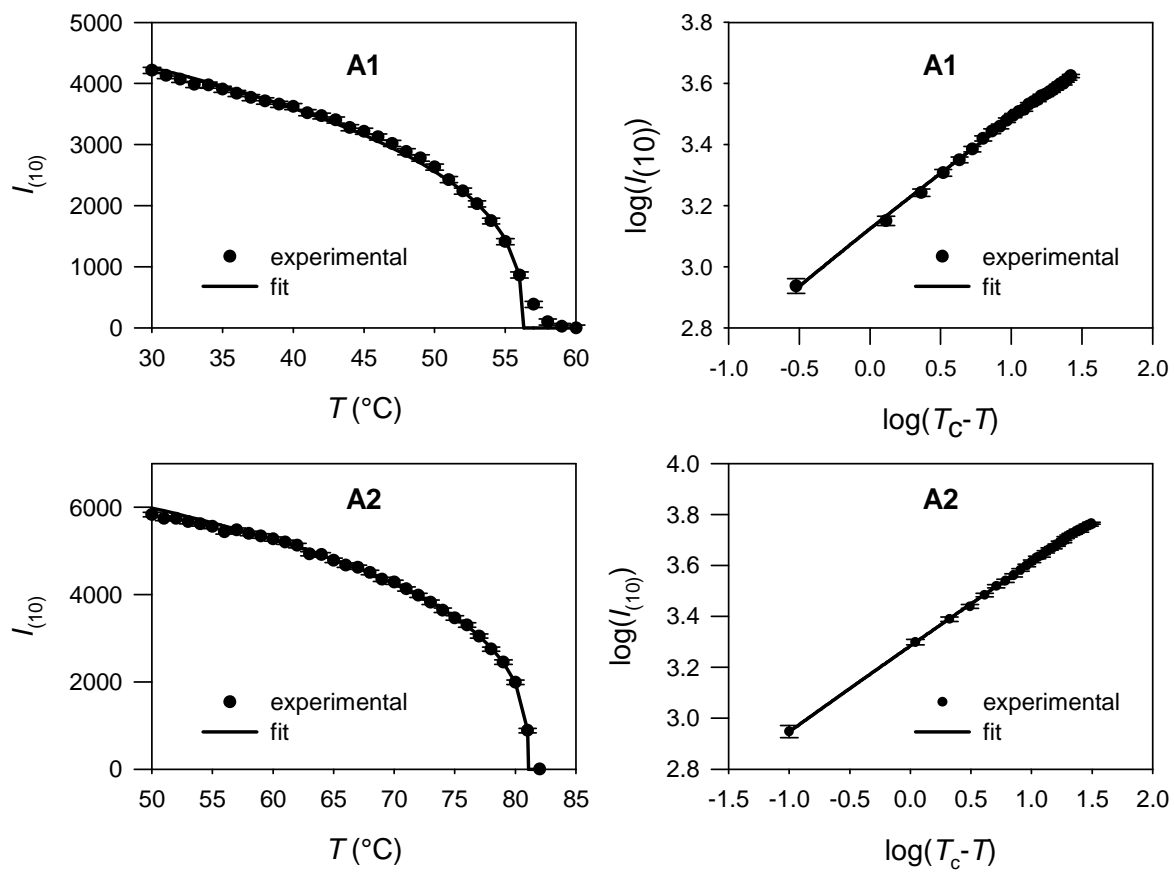 A1
I(10)
5000
4000
3000
2000
1000
0
experimental
fit
30 35 40 45 50 55 60
T (°C)
A1
log(I(10))
3.8
3.6
3.4
3.2
3.0
2.8
experimental
fit
-1.0 -0.5 0.0 0.5 1.0 1.5 2.0
log(TC-T)
A2
I(10)
6000
4000
2000
0
experimental
fit
50 55 60 65 70 75 80 85
T (°C)
A2
log(I(10))
4.0
3.8
3.6
3.4
3.2
3.0
2.8
experimental
fit
-1.5 -1.0 -0.5 0.0 0.5 1.0 1.5 2.0
log(Tc-T)